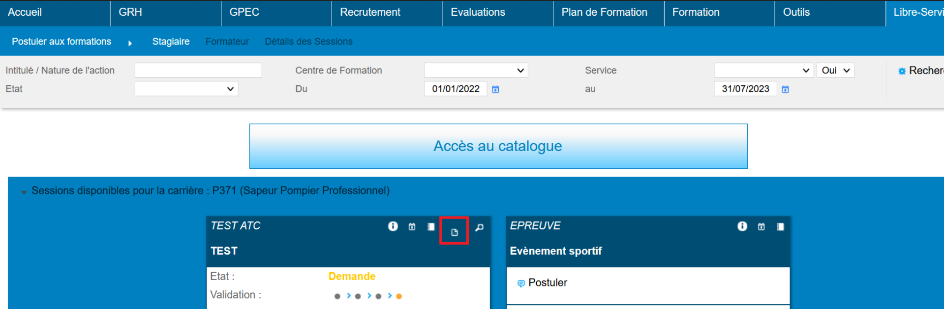 Accueil GRH GPEC Recrutement Evaluations Plan de Formation Formation Outils Libre-Servi
Postuler aux formations Stagiaire Formateur Détails des Sessions
Intitulé / Nature de l'action Centre de Formation Service Oui Recher
Etat Du 01/01/2022 au 31/07/2023
Accès au catalogue
Sessions disponibles pour la carrière : P371 (Sapeur Pompier Professionnel)
TEST ATC EPREUVE
TEST Evènement sportif
Etat : Demande Postuler
Validation :